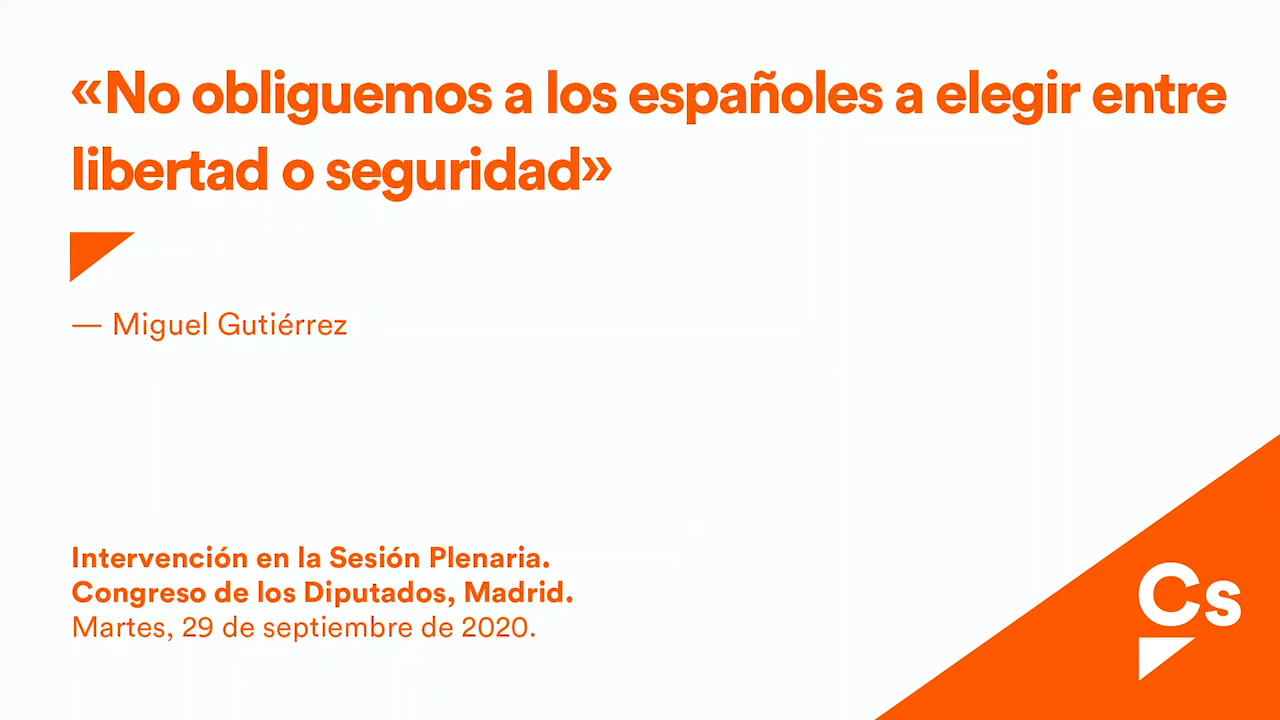 «No obliguemos a los españoles a elegir entre
libertad o seguridad»
— Miguel Gutiérrez
Intervención en la Sesión Plenaria.
Congreso de los Diputados, Madrid.
Martes, 29 de septiembre de 2020.
Cs